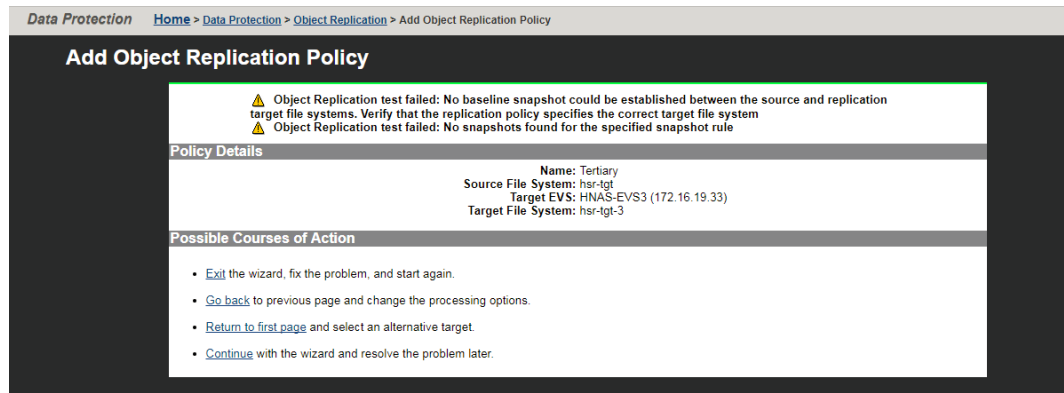 Data Protection Home > Data Protection > Object Replication > Add Object Replication Policy
Add Object Replication Policy
Object Replication test failed: No baseline snapshot could be established between the source and replication
target file systems. Verify that the replication policy specifies the correct target file system
Object Replication test failed: No snapshots found for the specified snapshot rule
Policy Details
Name: Tertiary
Source File System: hsr-tgt
Target EVS: HNAS-EVS3 (172.16.19.33)
Target File System: hsr-tgt-3
Possible Courses of Action
• Exit the wizard, fix the problem, and start again.
• Go back to previous page and change the processing options.
• Return to first page and select an alternative target.
• Continue with the wizard and resolve the problem later.